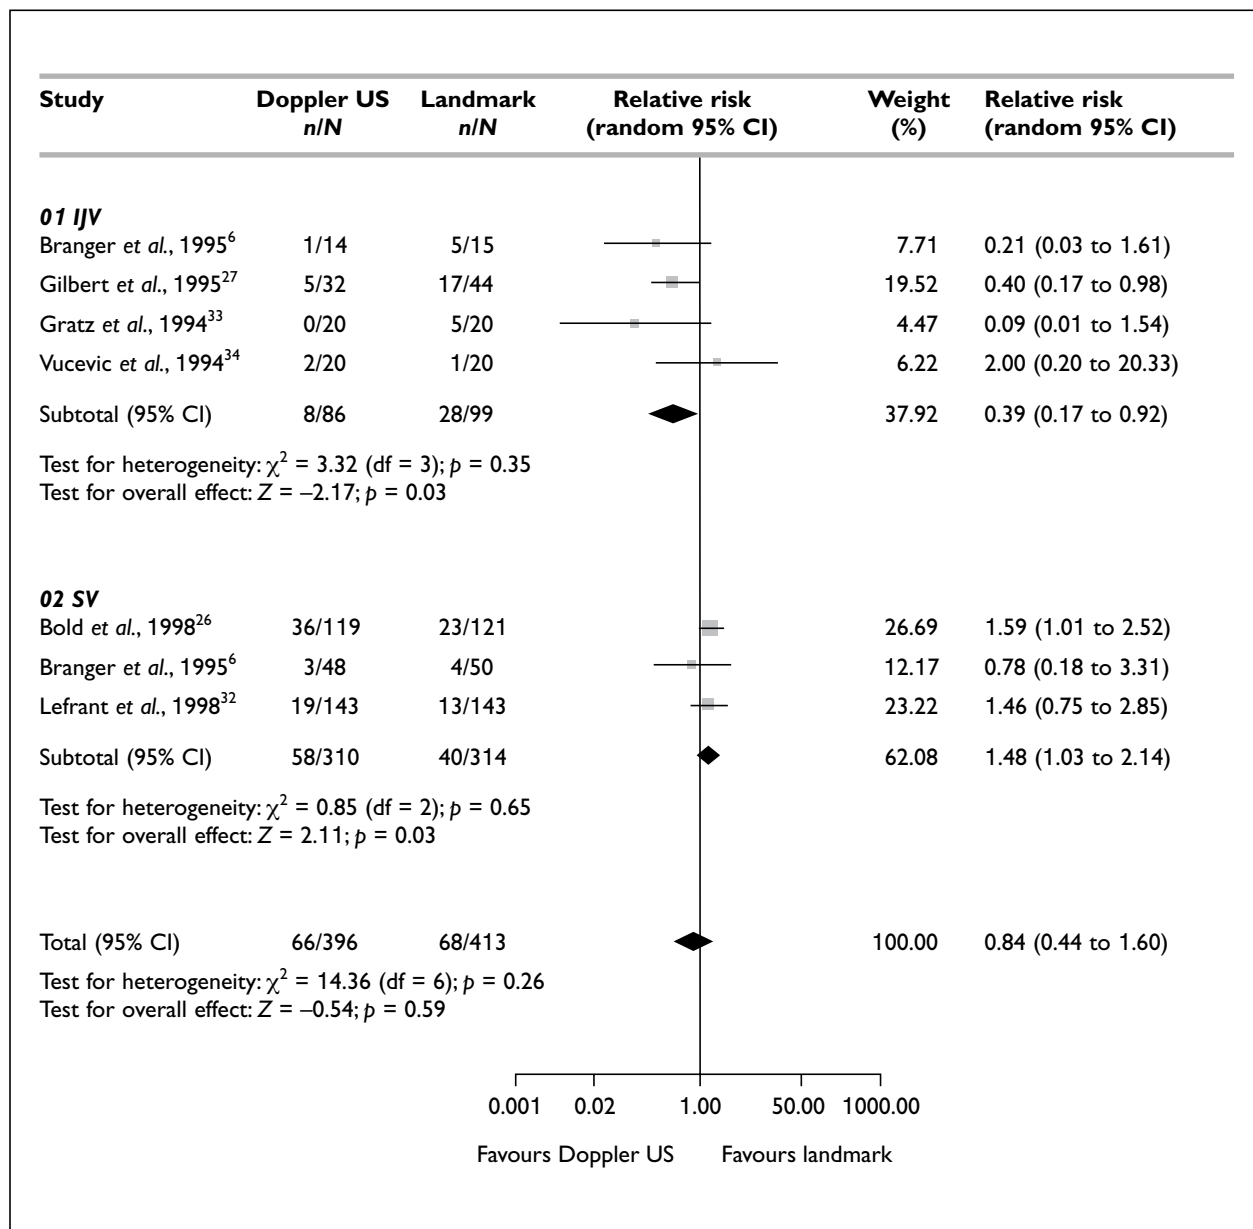 Study Doppler US Landmark Relative risk Weight Relative risk
n/N n/N (random 95% CI) (%) (random 95% CI)
01 IJV
Branger et al., 1995⁶ 1/14 5/15 7.71 0.21 (0.03 to 1.61)
Gilbert et al., 1995²⁷ 5/32 17/44 19.52 0.40 (0.17 to 0.98)
Gratz et al., 1994³³ 0/20 5/20 4.47 0.09 (0.01 to 1.54)
Vucevic et al., 1994³⁴ 2/20 1/20 6.22 2.00 (0.20 to 20.33)
Subtotal (95% CI) 8/86 28/99 37.92 0.39 (0.17 to 0.92)
Test for heterogeneity: χ² = 3.32 (df = 3); p = 0.35
Test for overall effect: Z = –2.17; p = 0.03
02 SV
Bold et al., 1998²⁶ 36/119 23/121 26.69 1.59 (1.01 to 2.52)
Branger et al., 1995⁶ 3/48 4/50 12.17 0.78 (0.18 to 3.31)
Lefrant et al., 1998³² 19/143 13/143 23.22 1.46 (0.75 to 2.85)
Subtotal (95% CI) 58/310 40/314 62.08 1.48 (1.03 to 2.14)
Test for heterogeneity: χ² = 0.85 (df = 2); p = 0.65
Test for overall effect: Z = 2.11; p = 0.03
Total (95% CI) 66/396 68/413 100.00 0.84 (0.44 to 1.60)
Test for heterogeneity: χ² = 14.36 (df = 6); p = 0.26
Test for overall effect: Z = –0.54; p = 0.59
0.001 0.02 1.00 50.00 1000.00
Favours Doppler US Favours landmark